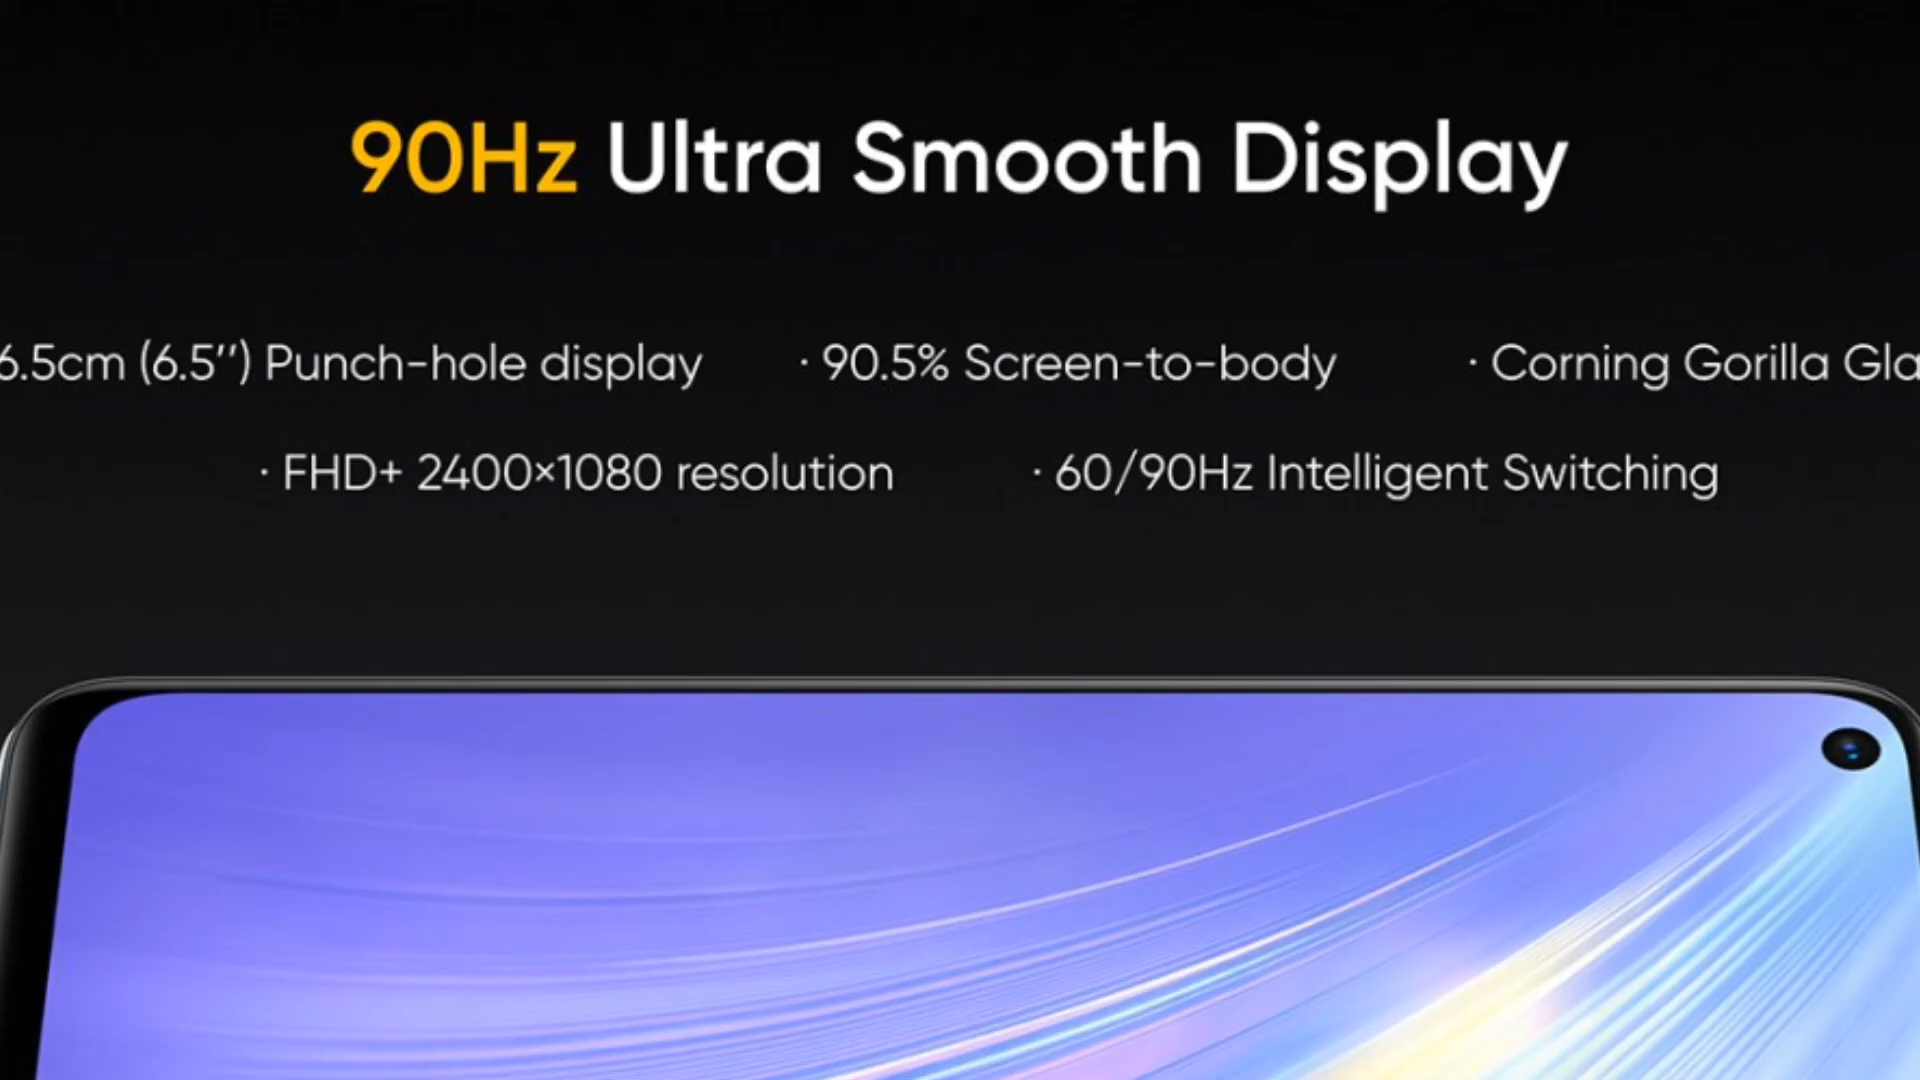 90Hz Ultra Smooth Display
6.5cm (6.5’’) Punch-hole display · 90.5% Screen-to-body · Corning Gorilla
· FHD+ 2400×1080 resolution · 60/90Hz Intelligent Switching